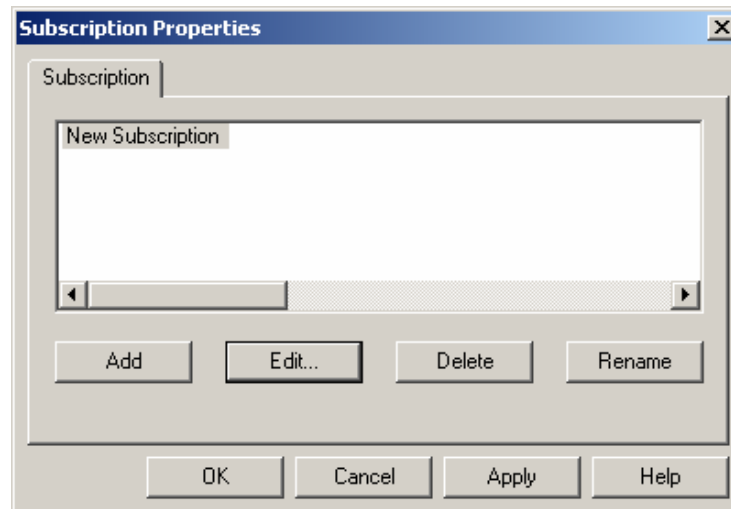 Subscription Properties
Subscription
New Subscription
Add Edit... Delete Rename
OK Cancel Apply Help